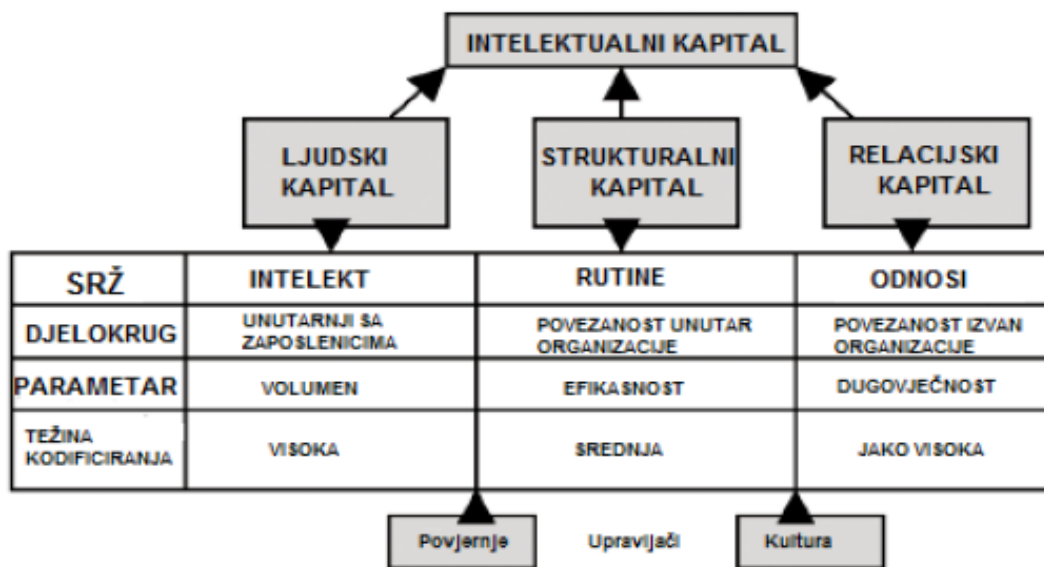 INTELEKTUALNI KAPITAL
LJUDSKI
KAPITAL
STRUKTURALNI
KAPITAL
RELACIJSKI
KAPITAL
SRŽ
INTELEKT
RUTINE
ODNOSI
DJELOKRUG
UNUTARNJI SA
ZAPOSLENICIMA
POVEZANOST UNUTAR
ORGANIZACIJE
POVEZANOST IZVAN
ORGANIZACIJE
PARAMETAR
VOLUMEN
EFIKASNOST
DUGOVJEČNOST
TEŽINA
KODIFICIRANJA
VISOKA
SREDNJA
JAKO VISOKA
Povjernje
Upravijači
Kultura